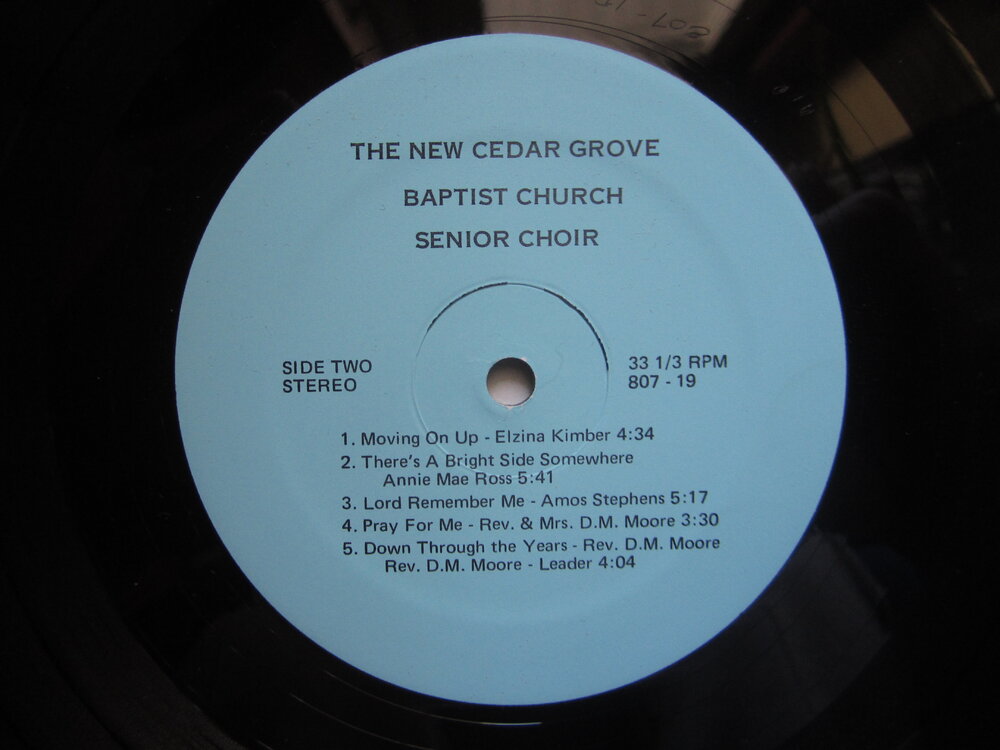 THE NEW CEDAR GROVE
BAPTIST CHURCH
SENIOR CHOIR
SIDE TWO
STEREO
33 1/3 RPM
807 - 19
1. Moving On Up - Elzina Kimber 4:34
2. There's A Bright Side Somewhere
Annie Mae Ross 5:41
3. Lord Remember Me - Amos Stephens 5:17
4. Pray For Me - Rev. & Mrs. D.M. Moore 3:30
5. Down Through the Years - Rev. D.M. Moore
Rev. D.M. Moore - Leader 4:04